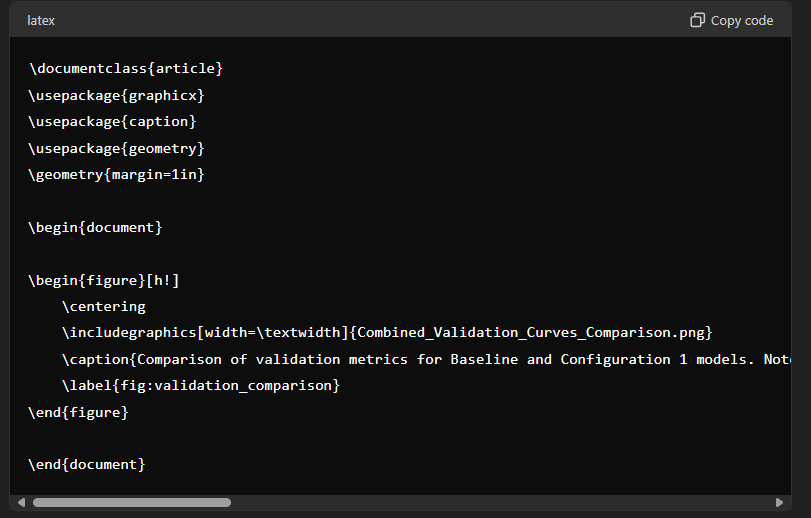 latex
Copy code
\documentclass{article}
\usepackage{graphicx}
\usepackage{caption}
\usepackage{geometry}
\geometry{margin=1in}
\begin{document}
\begin{figure}[h!]
\centering
\includegraphics[width=\textwidth]{Combined_Validation_Curves_Comparison.png}
\caption{Comparison of validation metrics for Baseline and Configuration 1 models.
\label{fig:validation_comparison}
\end{figure}
\end{document}